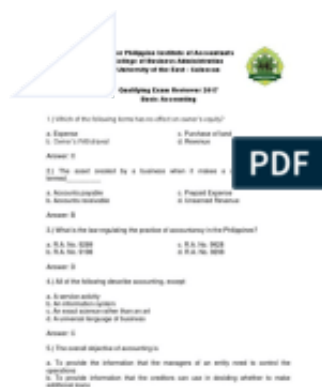 Philippine Institute of Accountants
College of Business Administration
University of the East - Caloocan
Qualifying Exam Reviewer 2017
Basic Accounting
1.) Which of the following items has no effect on owner's equity?
a. Expense
c. Purchase of land
b. Owner's Withdrawal
d. Revenue
Answer: C
PDF
2.) The asset created by a business when it makes a
termed
a. Accounts payable
c. Prepaid Expense
b. Accounts receivable
d. Unearned Revenue
Answer: B
3.) What is the law regulating the practice of accountancy in the Philippines?
a. R.A. No.
c. R.A. No.
b. R.A. No.
d. R.A. No.
Answer: D
4.) All of the following describe accounting, except
a. A service activity
b. An information system
c. An exact science rather than an art
d. A universal language of business
Answer: C
5.) The overall objective of accounting is
a. To provide the information that the managers of an entity need to control the
operations
b. To provide information that the creditors can use in deciding whether to make
additional loans